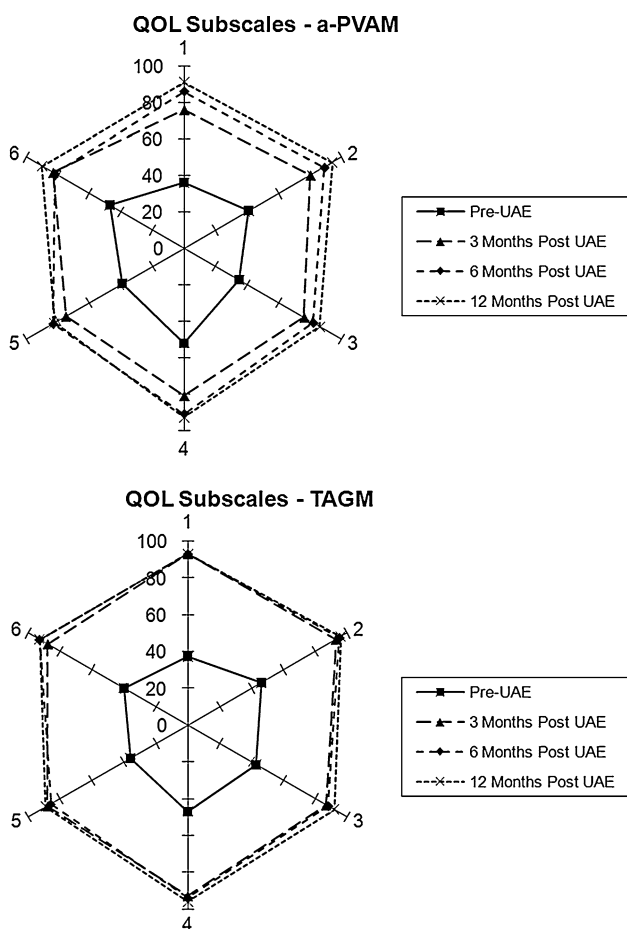 QOL Subscales - a-PVAM
1
100
80
60
40
20
0
2
3
4
5
6
Pre-UAE
3 Months Post UAE
6 Months Post UAE
12 Months Post UAE
QOL Subscales - TAGM
1
100
80
60
40
20
0
2
3
4
5
6
Pre-UAE
3 Months Post UAE
6 Months Post UAE
12 Months Post UAE